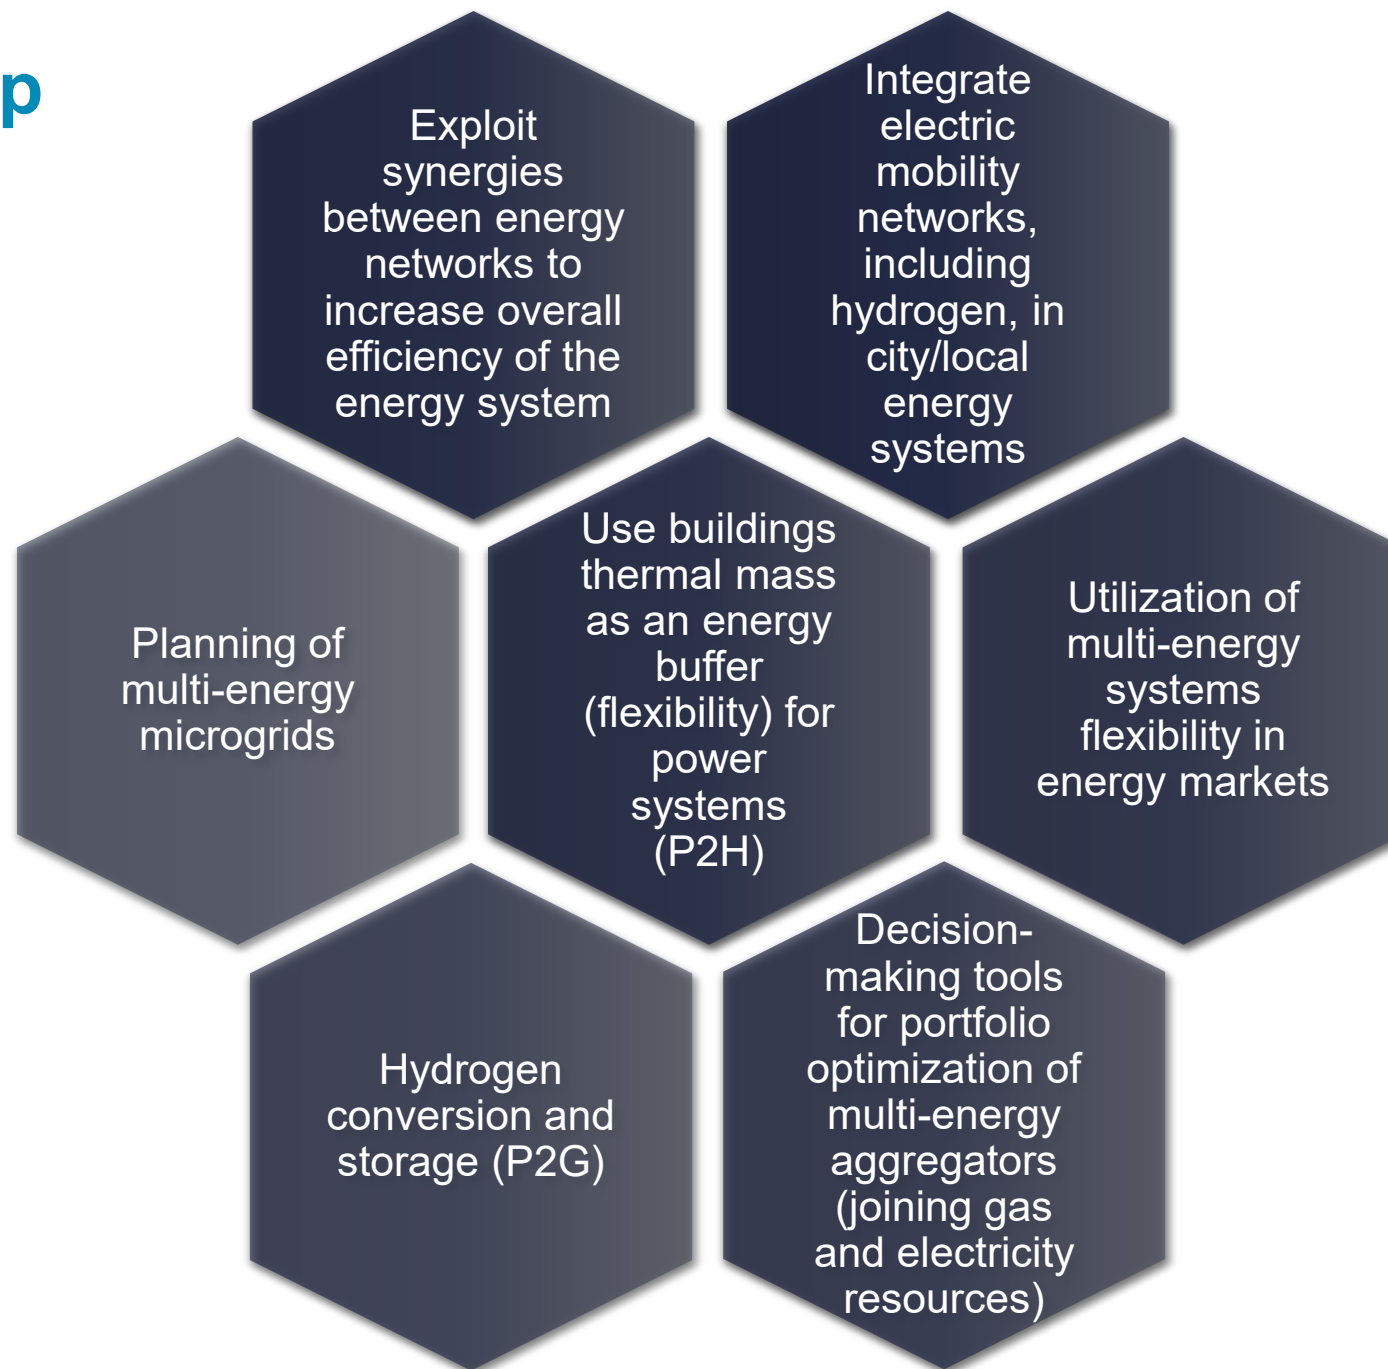 p
Exploit
synergies
between energy
networks to
increase overall
efficiency of the
energy system
Integrate
electric
mobility
networks,
including
hydrogen, in
city/local
energy
systems
Planning of
multi-energy
microgrids
Use buildings
thermal mass
as an energy
buffer
(flexibility) for
power
systems
(P2H)
Utilization of
multi-energy
systems
flexibility in
energy markets
Hydrogen
conversion and
storage (P2G)
Decision-
making tools
for portfolio
optimization of
multi-energy
aggregators
(joining gas
and electricity
resources)